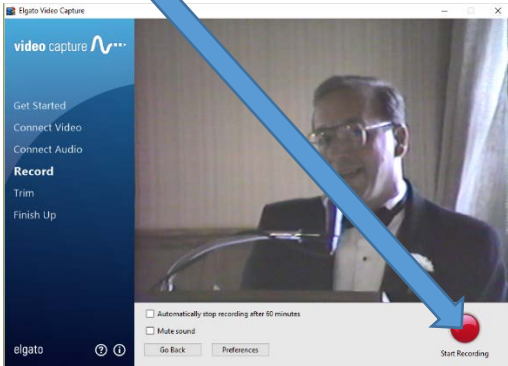 Elgato Video Capture
video capture
Get Started
Connect Video
Connect Audio
Record
Trim
Finish Up
Automatically stop recording after 60 minutes
Mute sound
Go Back
Preferences
Start Recording
elgato